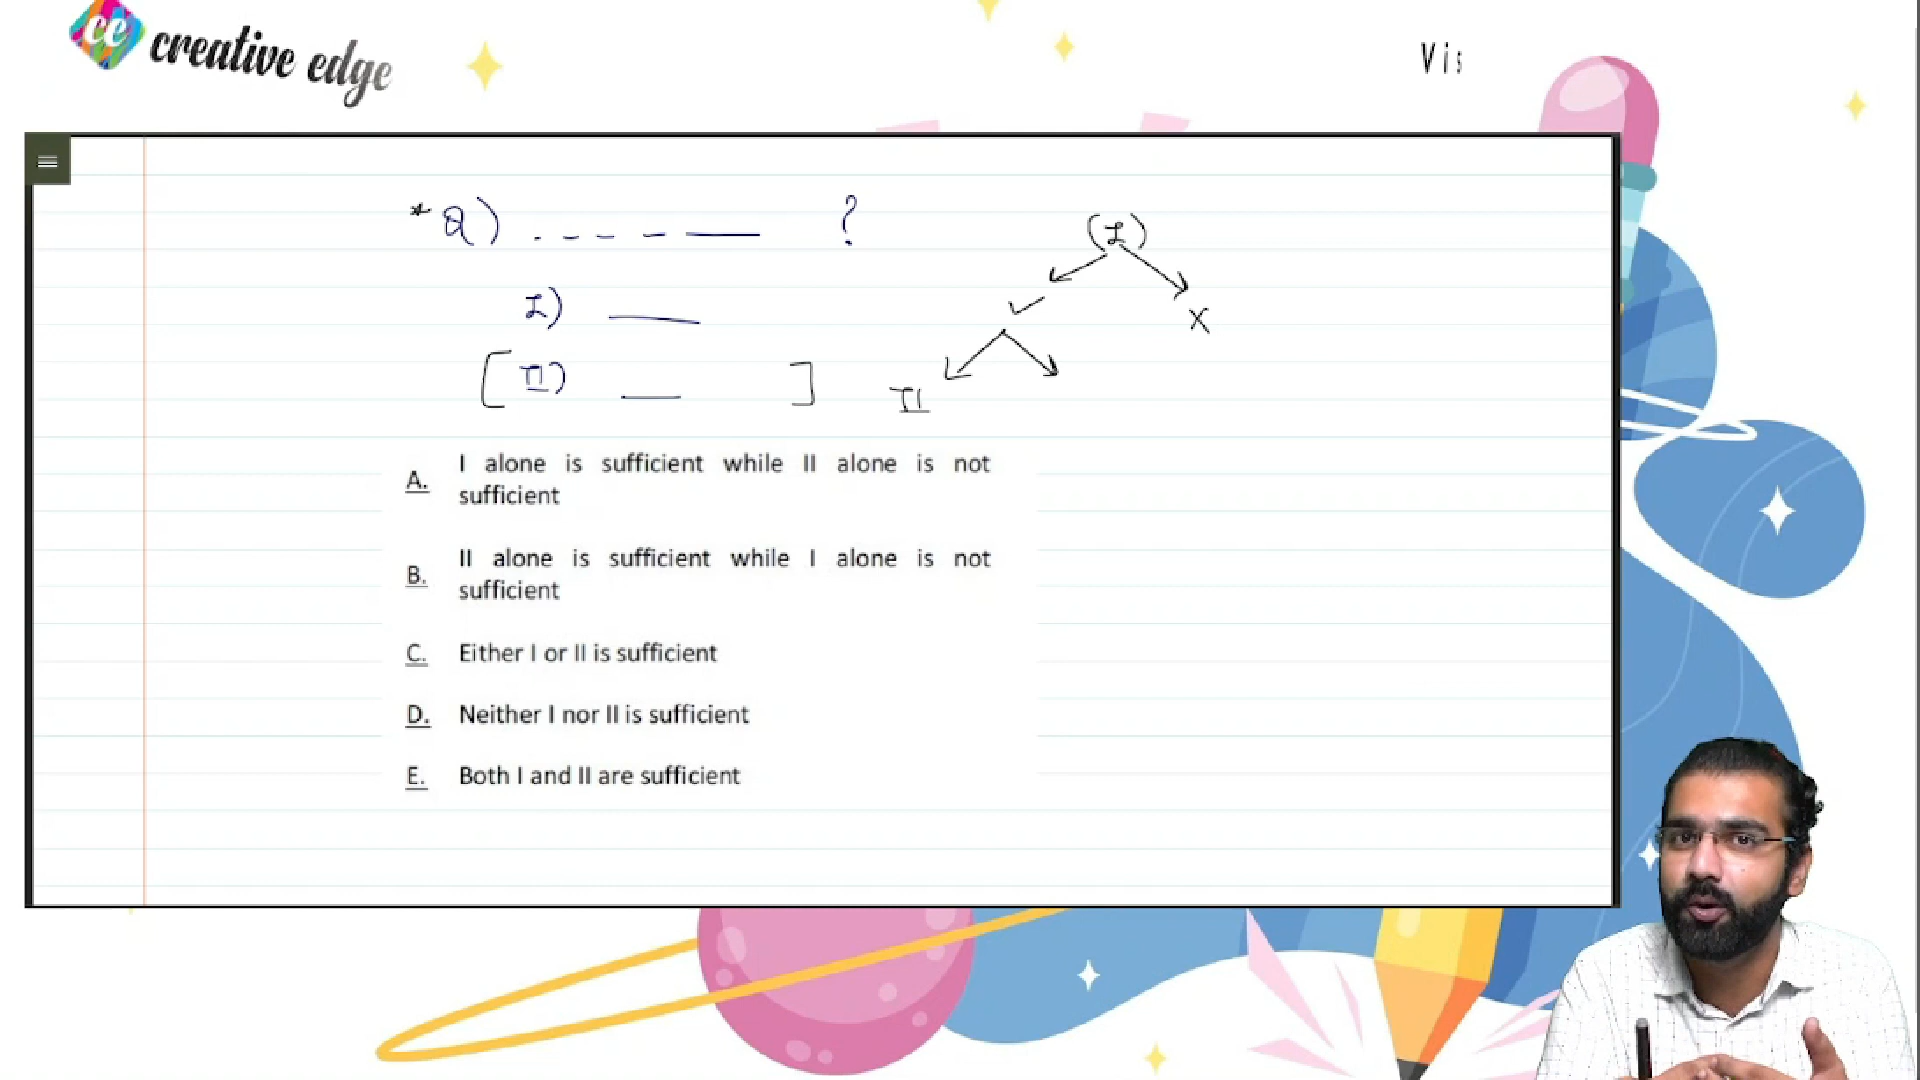 ce creative edge
Vis
* Q) ?
I)
[ II) ]
(I)
✓
X
II
A. I alone is sufficient while II alone is not
sufficient
B. II alone is sufficient while I alone is not
sufficient
C. Either I or II is sufficient
D. Neither I nor II is sufficient
E. Both I and II are sufficient